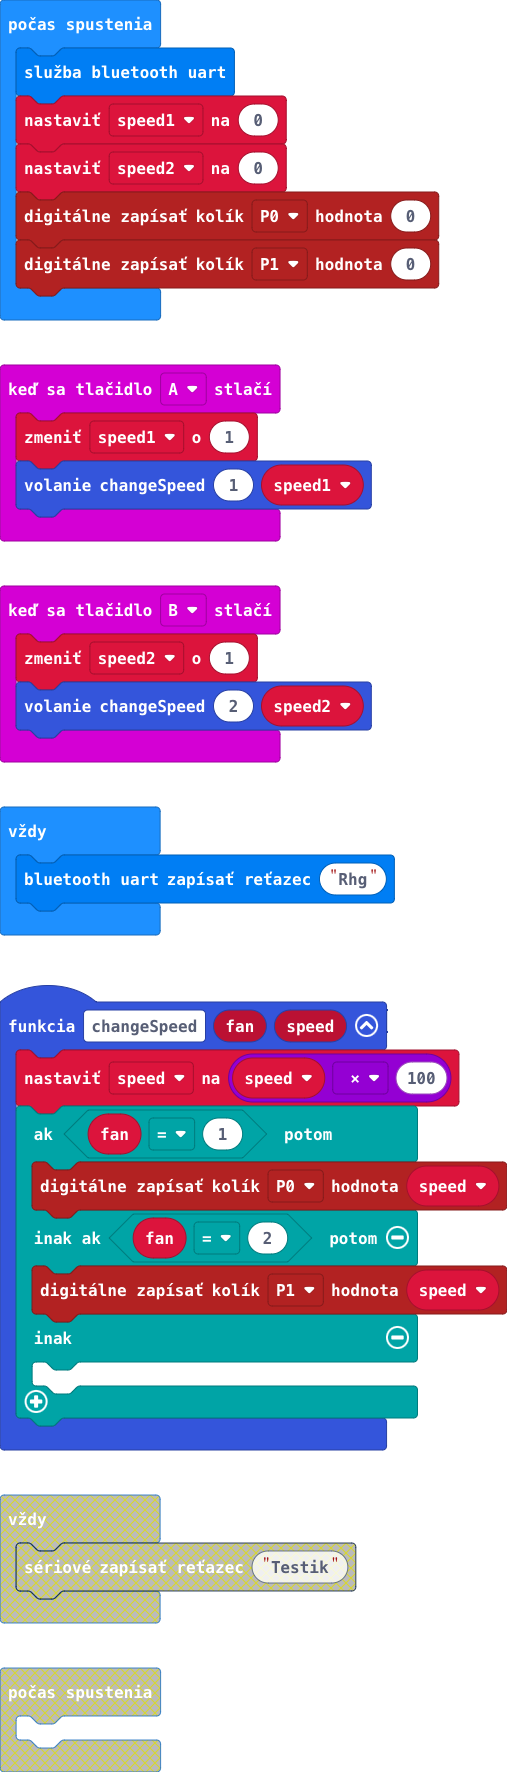 počas spustenia
služba bluetooth uart
nastaviť speed1 na 0
nastaviť speed2 na 0
digitálne zapísať kolík P0 hodnota 0
digitálne zapísať kolík P1 hodnota 0
keď sa tlačidlo A stlačí
zmeniť speed1 o 1
volanie changeSpeed 1 speed1
keď sa tlačidlo B stlačí
zmeniť speed2 o 1
volanie changeSpeed 2 speed2
vždy
bluetooth uart zapísať reťazec "Rhg"
funkcia changeSpeed fan speed
nastaviť speed na speed × 100
ak fan = 1 potom
digitálne zapísať kolík P0 hodnota speed
inak ak fan = 2 potom
digitálne zapísať kolík P1 hodnota speed
inak
vždy
sériové zapísať reťazec "Testik"
počas spustenia